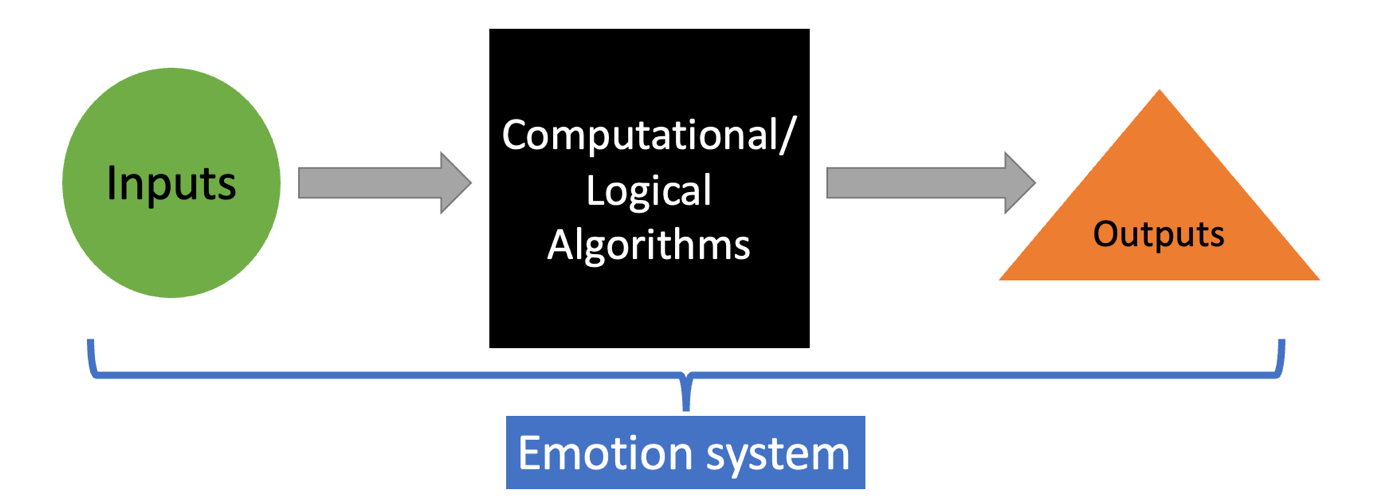 Inputs
Computational/
Logical
Algorithms
Outputs
Emotion system